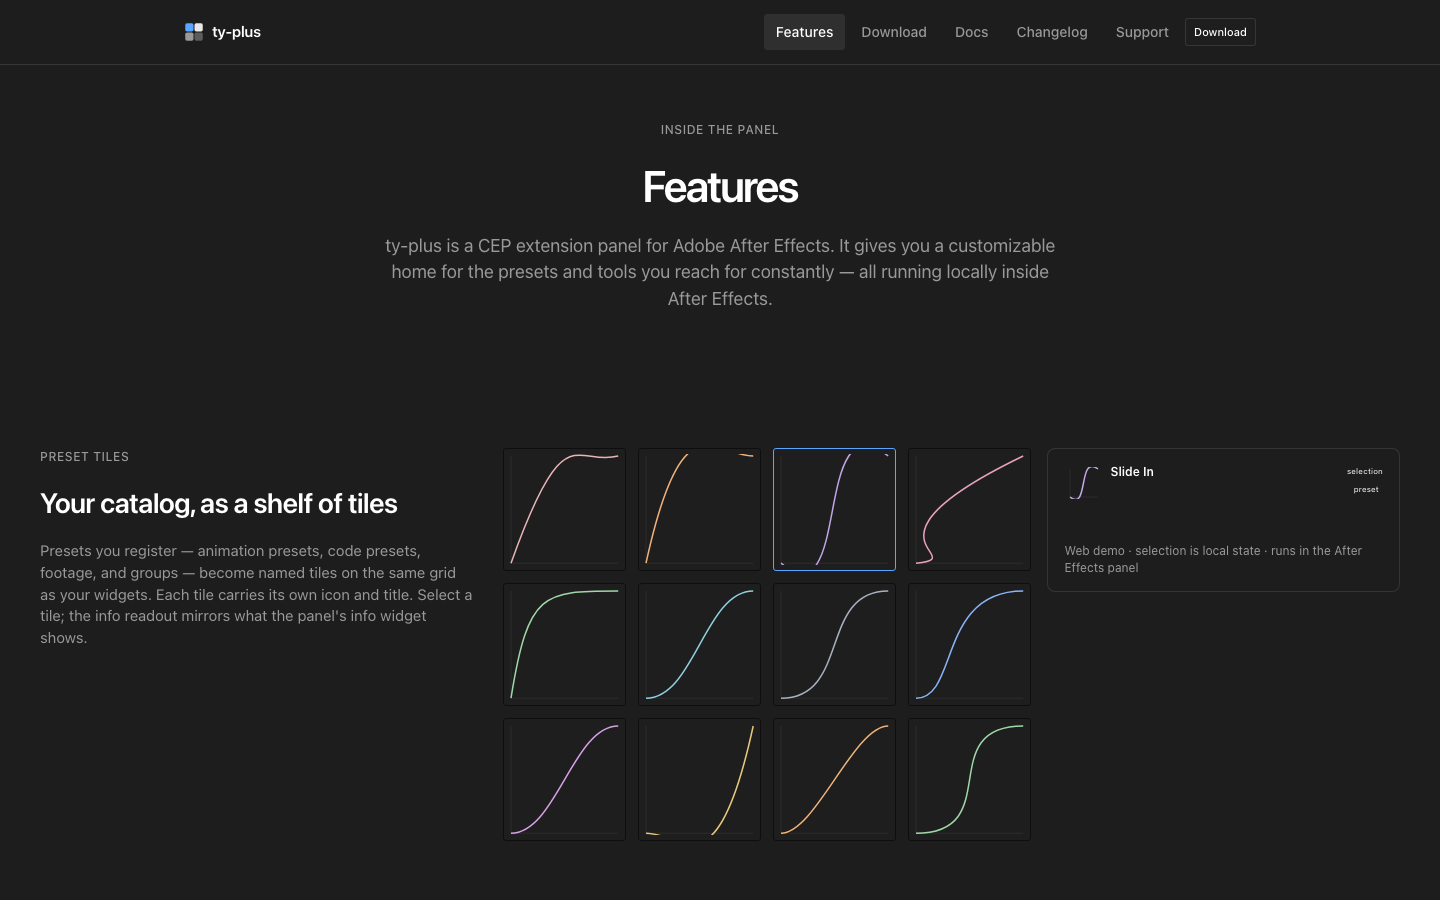 ty-plus
Features
Download
Docs
Changelog
Support
Download
INSIDE THE PANEL
Features
ty-plus is a CEP extension panel for Adobe After Effects. It gives you a customizable
home for the presets and tools you reach for constantly — all running locally inside
After Effects.
PRESET TILES
Your catalog, as a shelf of tiles
Presets you register — animation presets, code presets,
footage, and groups — become named tiles on the same grid
as your widgets. Each tile carries its own icon and title. Select a
tile; the info readout mirrors what the panel's info widget
shows.
Slide In
selection
preset
Web demo · selection is local state · runs in the After
Effects panel